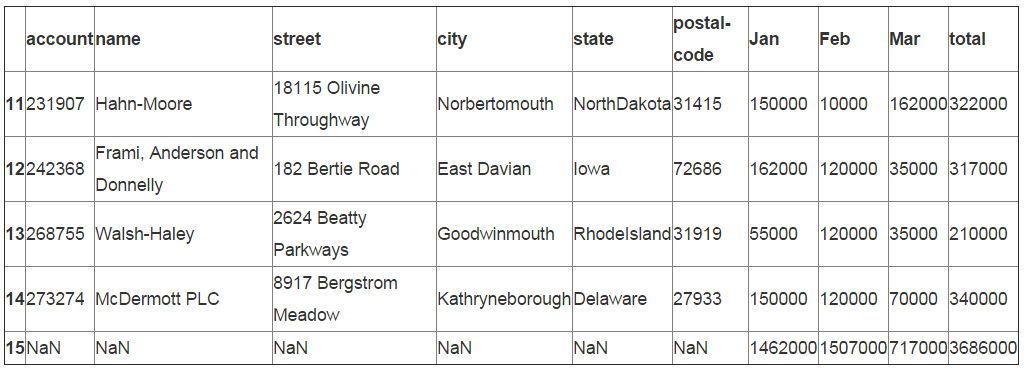 account name street city state postal-code Jan Feb Mar total
11 231907 Hahn-Moore 18115 Olivine Throughway Norbertomouth NorthDakota 31415 150000 10000 162000 322000
12 242368 Frami, Anderson and Donnelly 182 Bertie Road East Davian Iowa 72686 162000 120000 35000 317000
13 268755 Walsh-Haley 2624 Beatty Parkways Goodwinmouth RhodeIsland 31919 55000 120000 35000 210000
14 273274 McDermott PLC 8917 Bergstrom Meadow Kathryneborough Delaware 27933 150000 120000 70000 340000
15 NaN NaN NaN NaN NaN NaN 1462000 1507000 717000 3686000